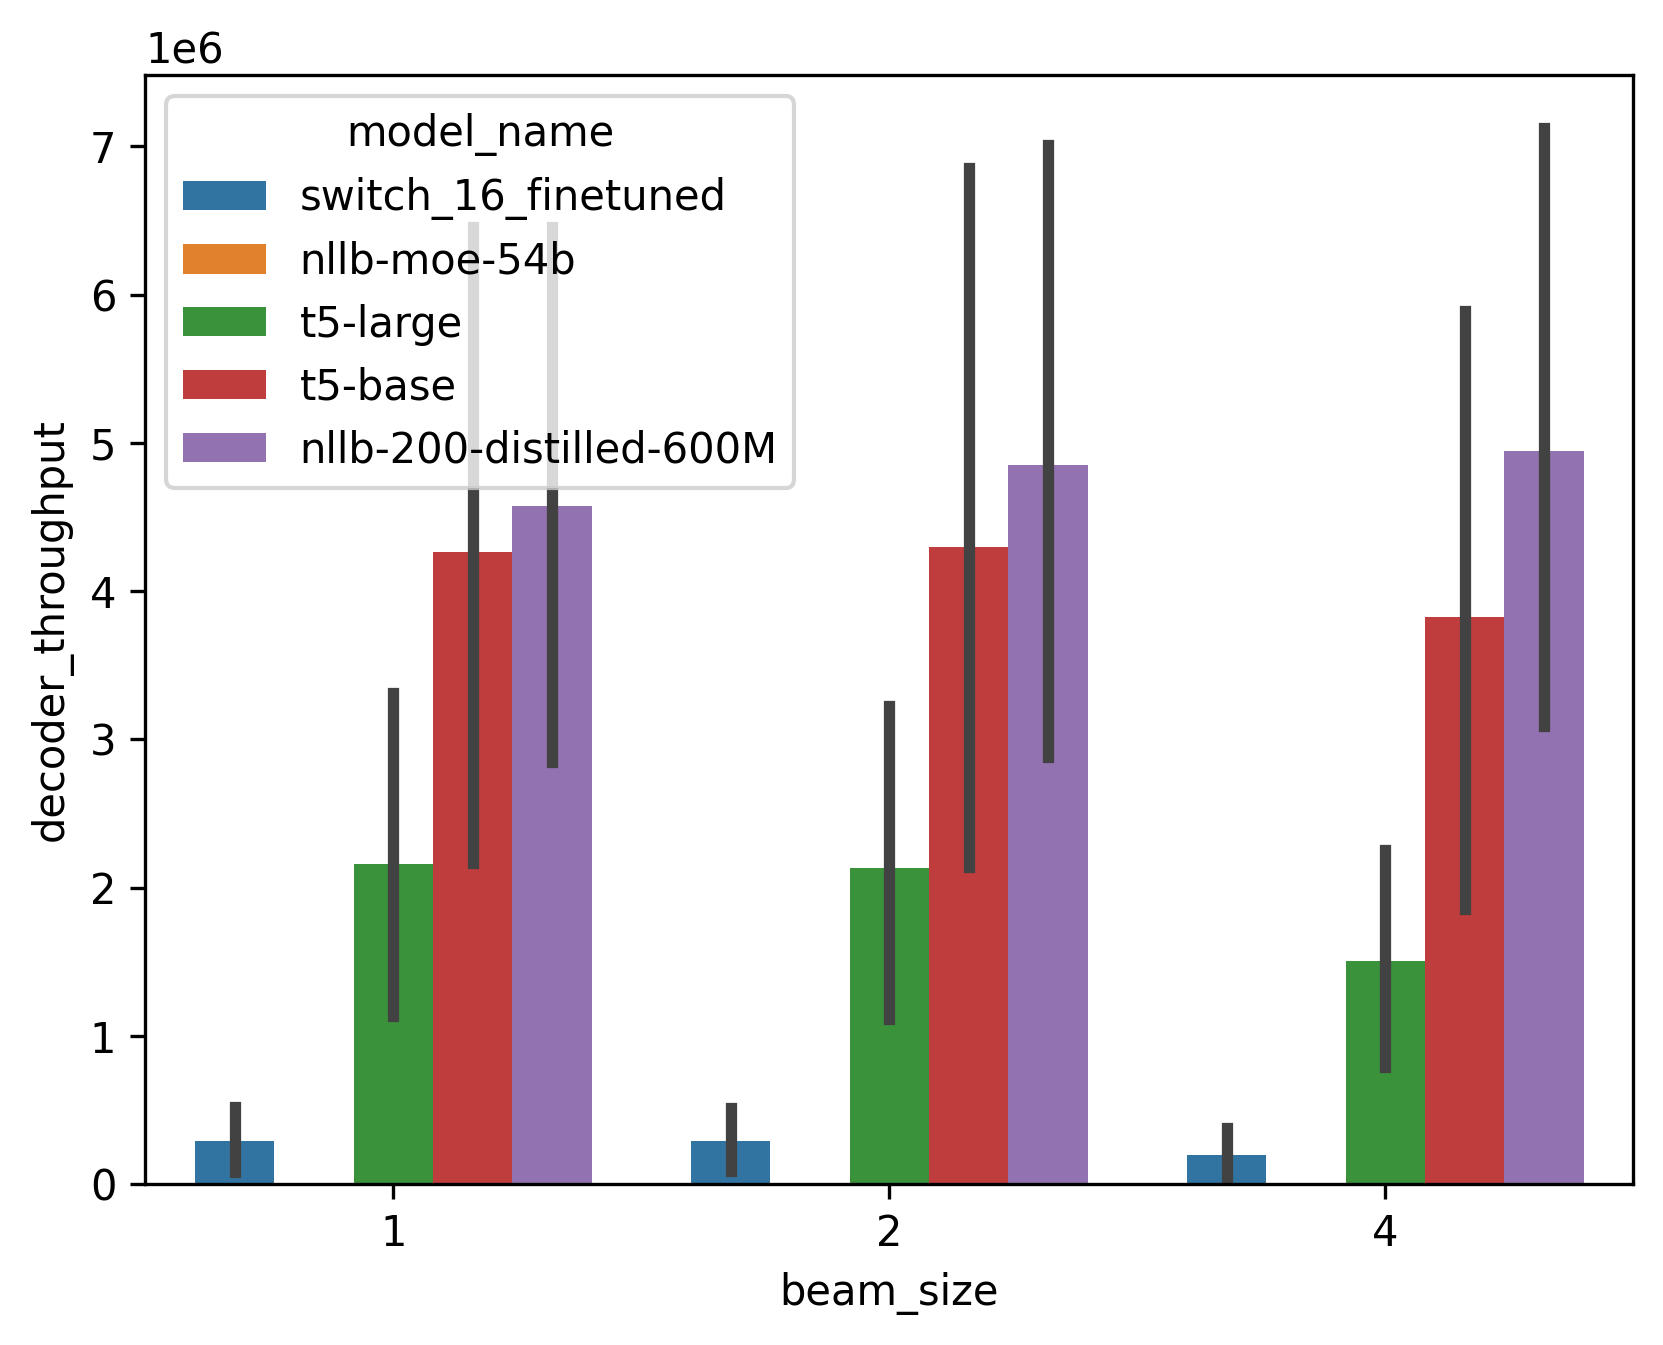 1e6
model_name
switch_16_finetuned
nllb-moe-54b
t5-large
t5-base
nllb-200-distilled-600M
7
6
5
4
3
2
1
0
decoder_throughput
1
2
4
beam_size